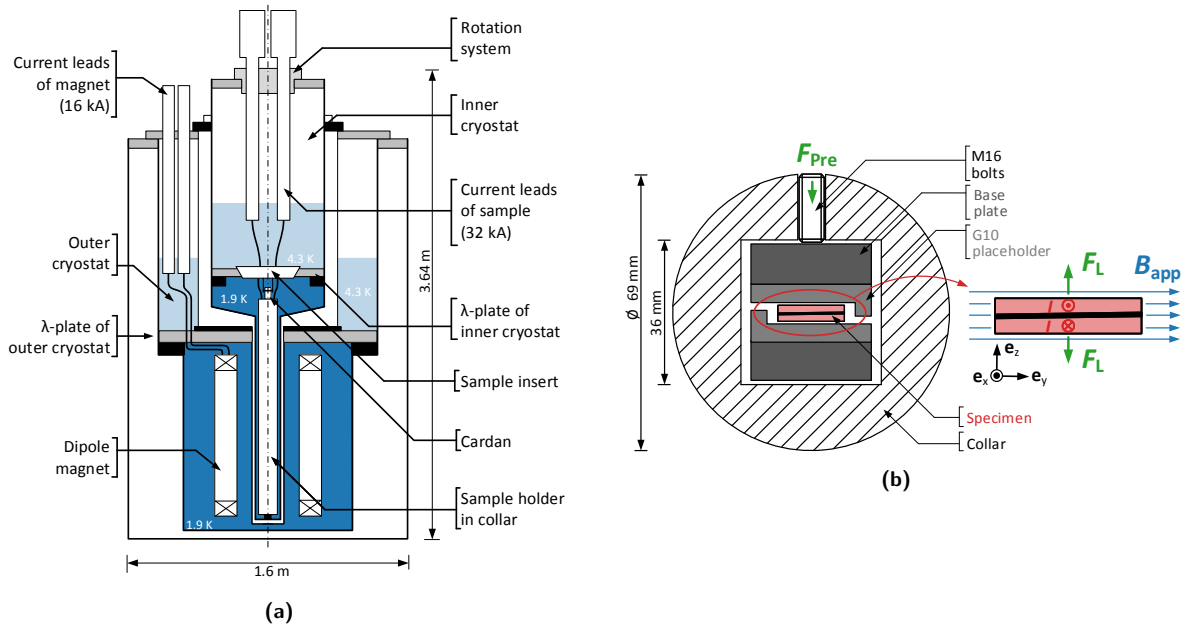 Current leads
of magnet
(16 kA)
Rotation
system
Inner
cryostat
Current leads
of sample
(32 kA)
3.64 m
Outer
cryostat
4.3 K
4.3 K
1.9 K
λ-plate of
outer cryostat
λ-plate of
inner cryostat
Sample insert
Cardan
Dipole
magnet
Sample holder
in collar
1.9 K
1.6 m
(a)
F_Pre
M16
bolts
Base
plate
G10
placeholder
Ø 69 mm
36 mm
F_L
B_app
I
F_L
e_z
e_x
e_y
Specimen
Collar
(b)